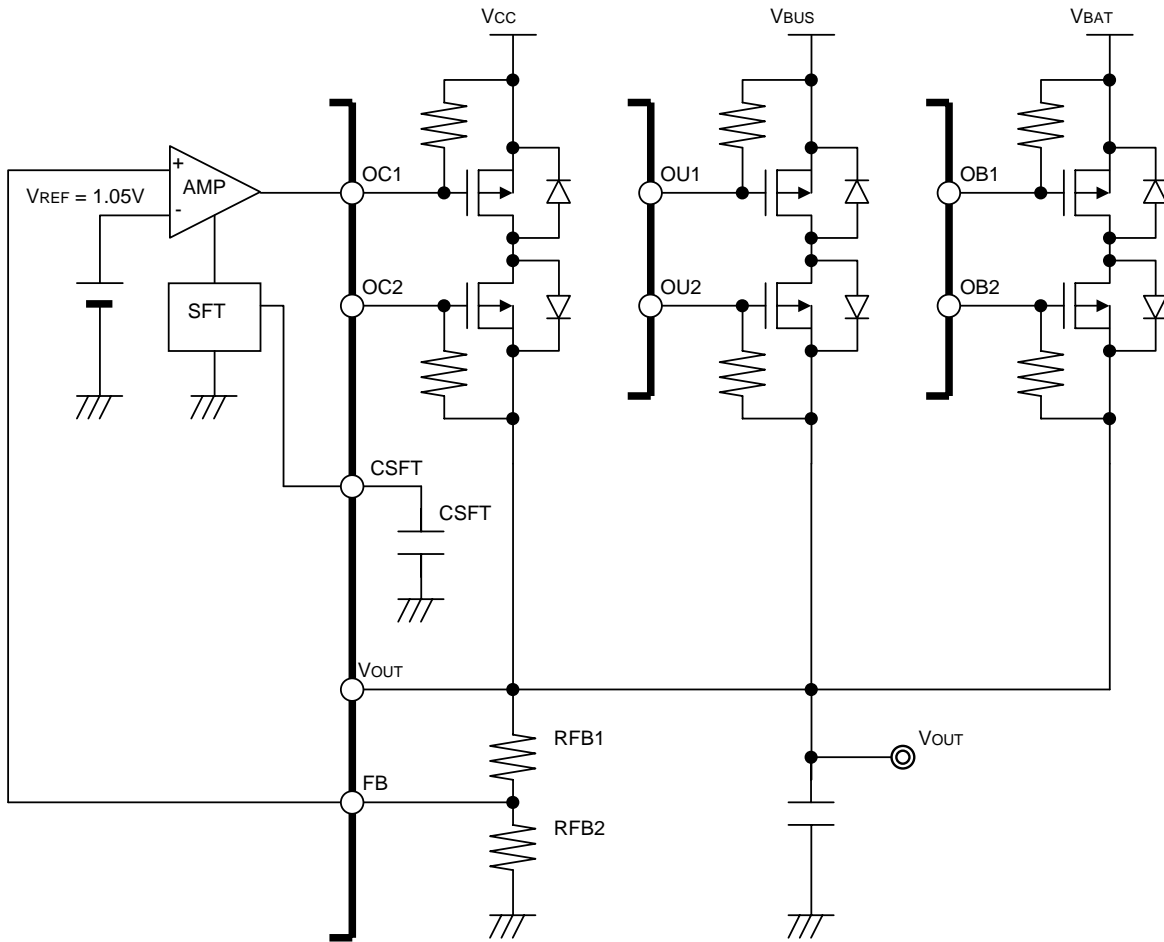 VCC
VBUS
VBAT
+
AMP
-
VREF = 1.05V
OC1
OU1
OB1
SFT
OC2
OU2
OB2
CSFT
CSFT
VOUT
RFB1
VOUT
FB
RFB2